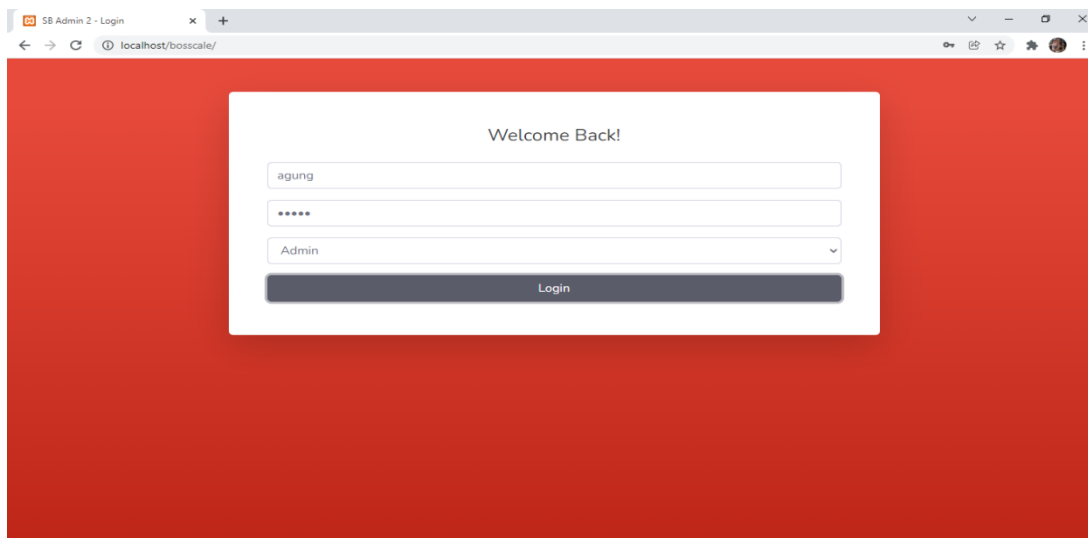 SB Admin 2 - Login
localhost/bosscale/
Welcome Back!
agung
•••••
Admin
Login